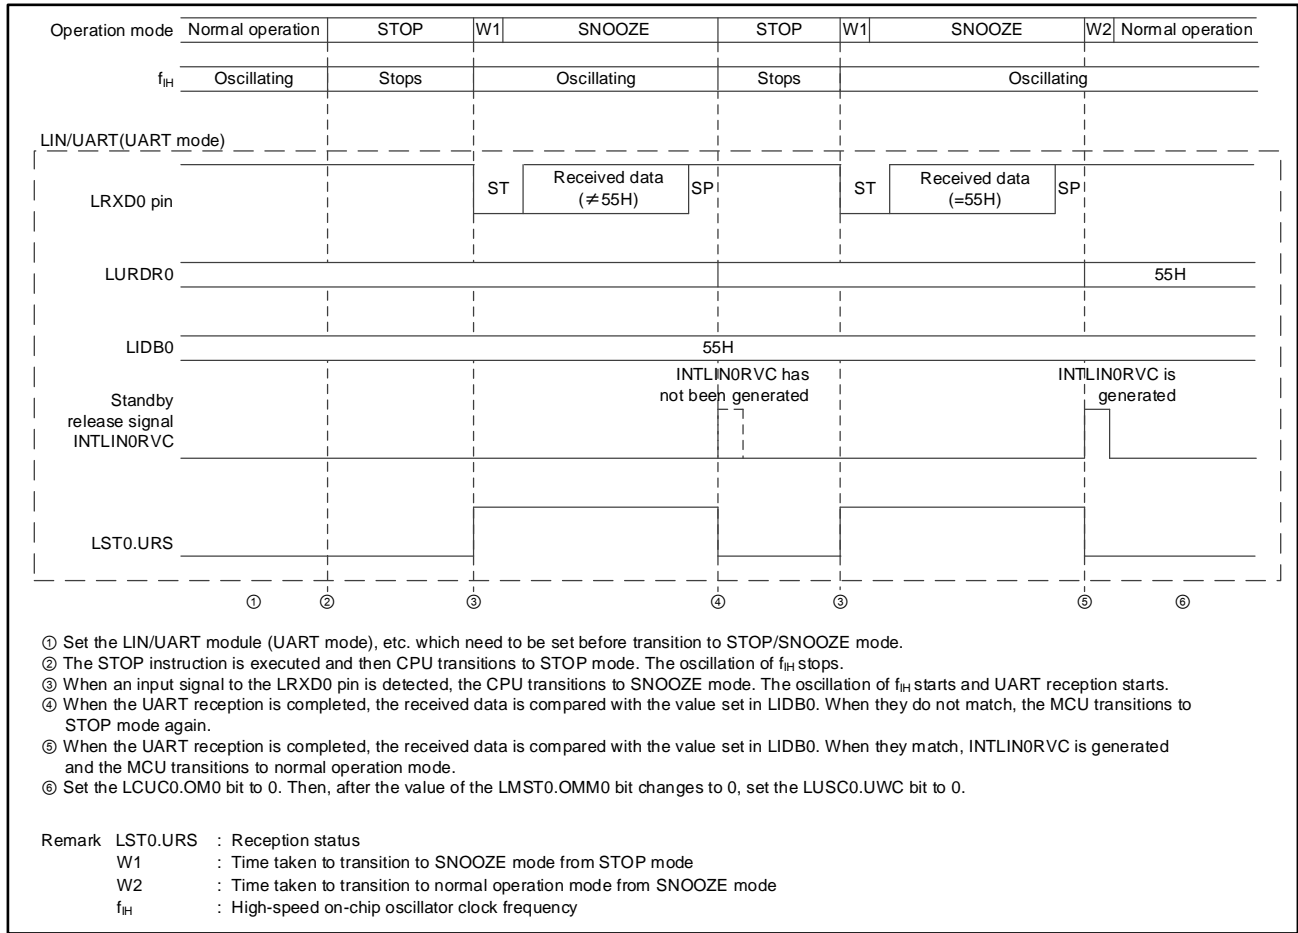 Operation mode Normal operation STOP W1 SNOOZE STOP W1 SNOOZE W2 Normal operation
fIH Oscillating Stops Oscillating Stops Oscillating
LIN/UART(UART mode)
LRXD0 pin ST Received data (≠55H) SP ST Received data (=55H) SP
LURDR0 55H
LIDB0 55H
INTLIN0RVC has not been generated
INTLIN0RVC is generated
Standby
release signal
INTLIN0RVC
LST0.URS
① ② ③ ④ ③ ⑤ ⑥
① Set the LIN/UART module (UART mode), etc. which need to be set before transition to STOP/SNOOZE mode.
② The STOP instruction is executed and then CPU transitions to STOP mode. The oscillation of fIH stops.
③ When an input signal to the LRXD0 pin is detected, the CPU transitions to SNOOZE mode. The oscillation of fIH starts and UART reception starts.
④ When the UART reception is completed, the received data is compared with the value set in LIDB0. When they do not match, the MCU transitions to
STOP mode again.
⑤ When the UART reception is completed, the received data is compared with the value set in LIDB0. When they match, INTLIN0RVC is generated
and the MCU transitions to normal operation mode.
⑥ Set the LCUC0.OM0 bit to 0. Then, after the value of the LMST0.OMM0 bit changes to 0, set the LUSC0.UWC bit to 0.
Remark LST0.URS : Reception status
W1 : Time taken to transition to SNOOZE mode from STOP mode
W2 : Time taken to transition to normal operation mode from SNOOZE mode
fIH : High-speed on-chip oscillator clock frequency